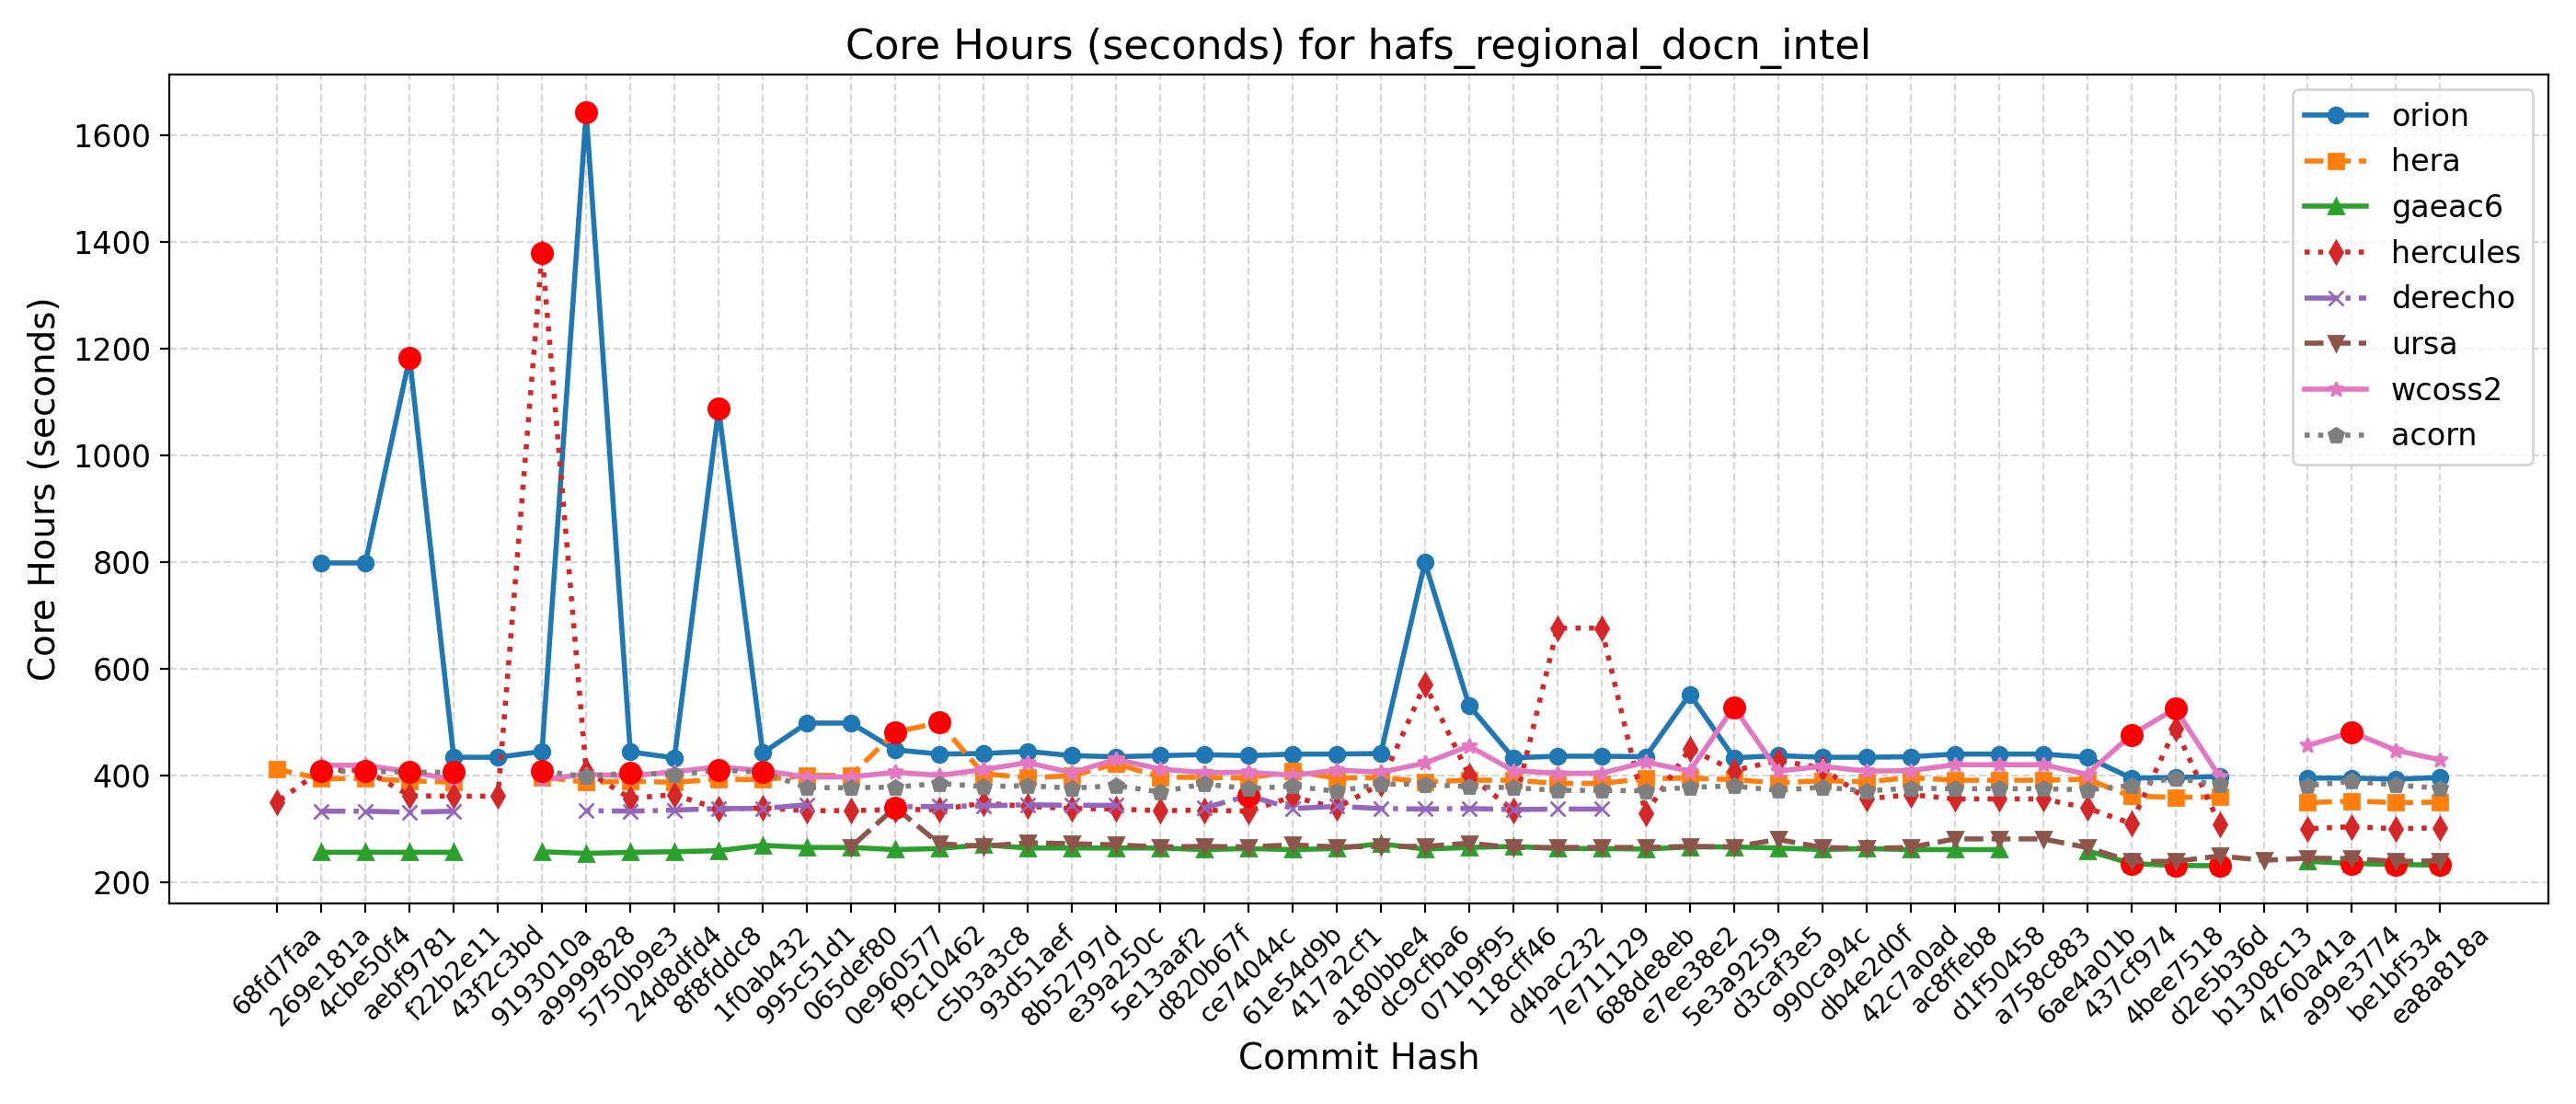 Core Hours (seconds) for hafs_regional_docn_intel
Core Hours (seconds)
1600
1400
1200
1000
800
600
400
200
orion
hera
gaeac6
hercules
derecho
ursa
wcoss2
acorn
68fd7faa
269e181a
4cbe50f4
aebf9781
f22b2e11
43f2c3bd
9193010a
a9999828
5750b9e3
24d8dfd4
8f8fddc8
1f0ab432
995c51d1
065def80
0e960577
f9c10462
c5b3a3c8
93d51aef
8b52797d
e39a250c
5e13aaf2
d820b67f
ce74044c
61e54d9b
417a2cf1
a180bbe4
dc9cfba6
071b9f95
118cff46
d4bac232
7e711129
688de8eb
e7ee38e2
5e3a9259
d3caf3e5
990ca94c
db4e2d0f
42c7a0ad
ac8ffeb8
d1f50458
a758c883
6ae4a01b
437cf974
4bee7518
d2e5b36d
b1308c13
4760a41a
a99e3774
be1bf534
ea8a818a
Commit Hash